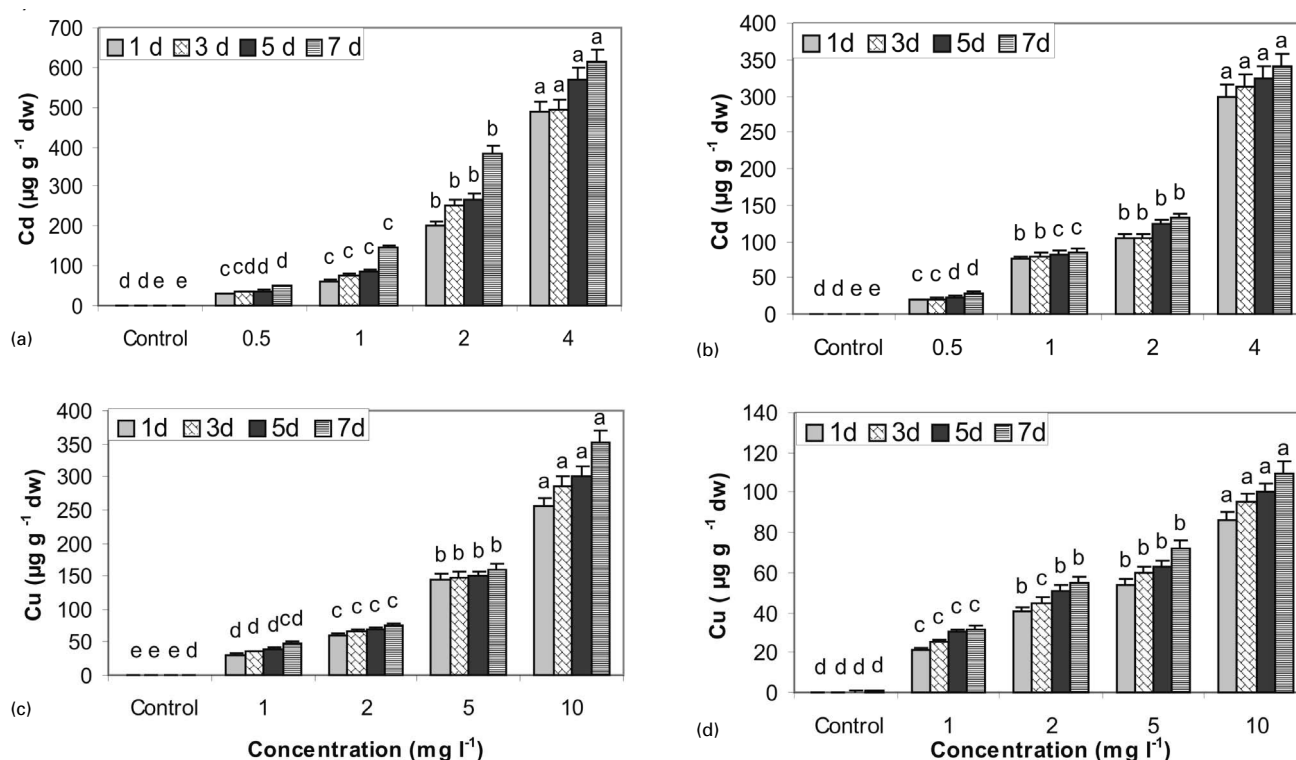 700
600
500
400
300
200
100
0
Cd (µg g -1 dw)
1 d 3 d 5 d 7 d
d d e e
c cd d d
c c c c
b b b b
a a a a
Control 0.5 1 2 4
(a)
400
350
300
250
200
150
100
50
0
Cd (µg g -1 dw)
1d 3d 5d 7d
d d e e
c c d d
b b c c
b b b b
a a a a
Control 0.5 1 2 4
(b)
400
350
300
250
200
150
100
50
0
Cu (µg g -1 dw)
1d 3d 5d 7d
e e e d
d d d cd
c c c c
b b b b
a a a a
Control 1 2 5 10
Concentration (mg l-1)
(c)
140
120
100
80
60
40
20
0
Cu ( µg g -1 dw)
1d 3d 5d 7d
d d d d
c c c c
b c b b
b b b b
a a a a
Control 1 2 5 10
Concentration (mg l-1)
(d)